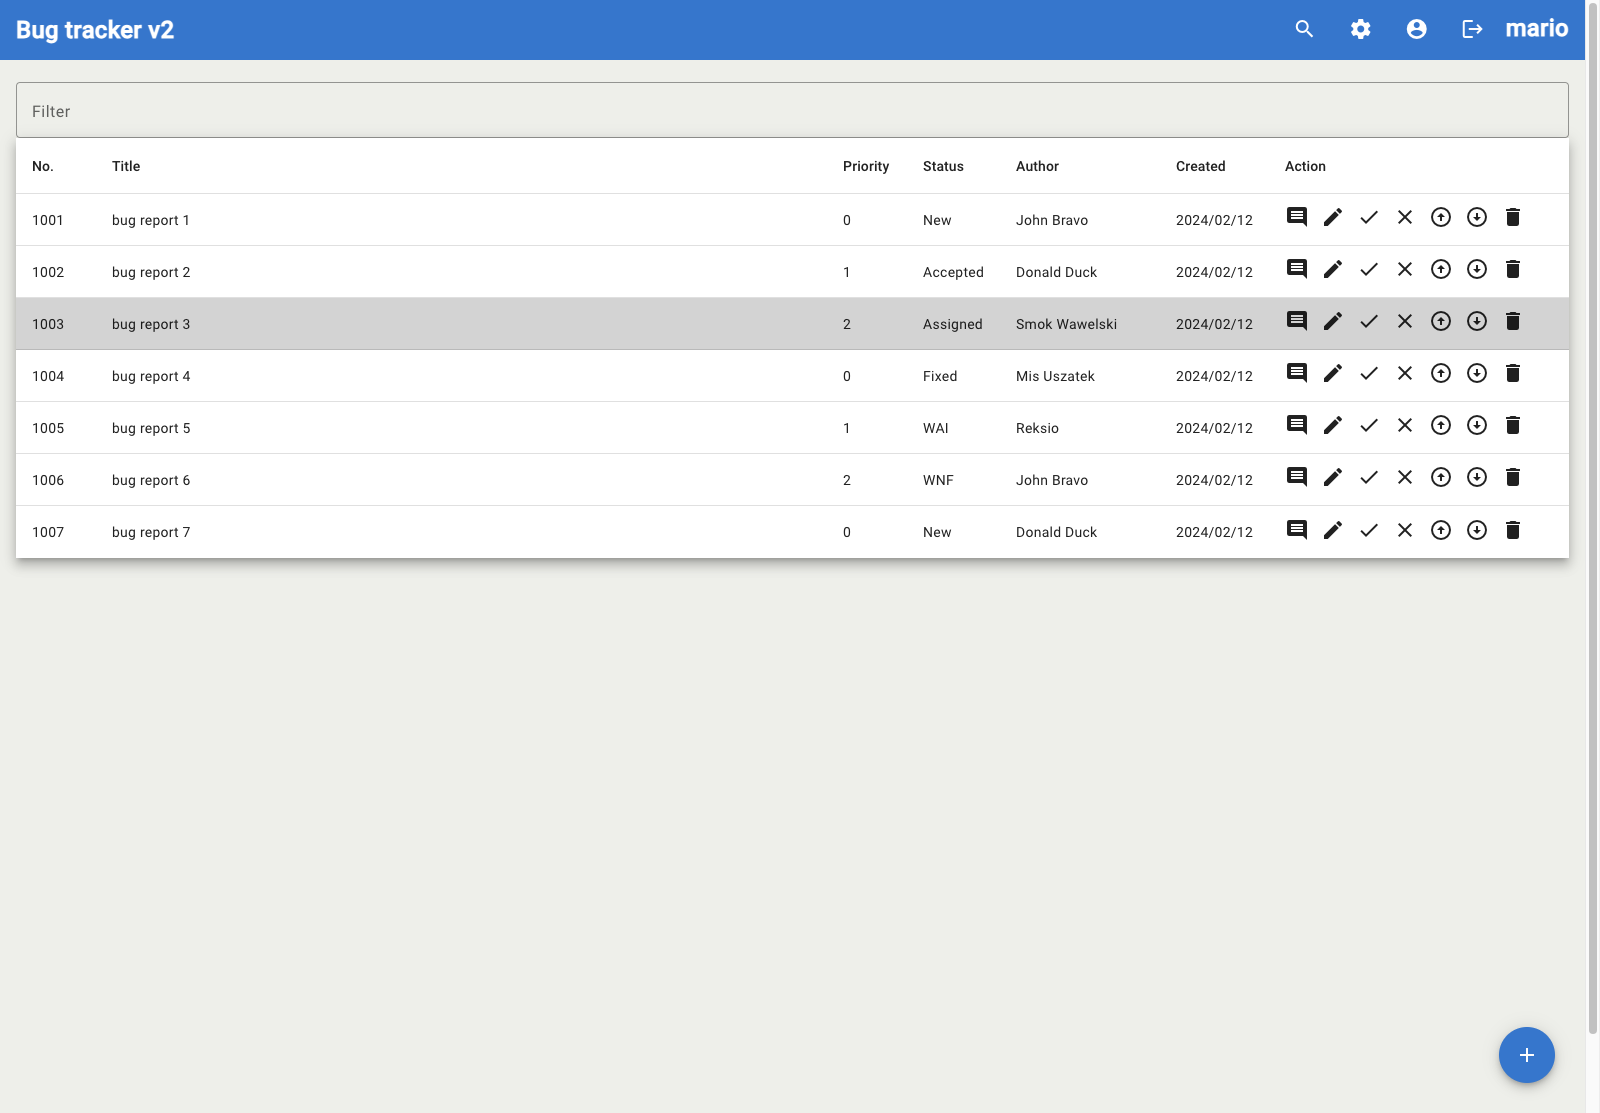 Bug tracker v2 mario
Filter
No. Title Priority Status Author Created Action
1001 bug report 1 0 New John Bravo 2024/02/12
1002 bug report 2 1 Accepted Donald Duck 2024/02/12
1003 bug report 3 2 Assigned Smok Wawelski 2024/02/12
1004 bug report 4 0 Fixed Mis Uszatek 2024/02/12
1005 bug report 5 1 WAI Reksio 2024/02/12
1006 bug report 6 2 WNF John Bravo 2024/02/12
1007 bug report 7 0 New Donald Duck 2024/02/12